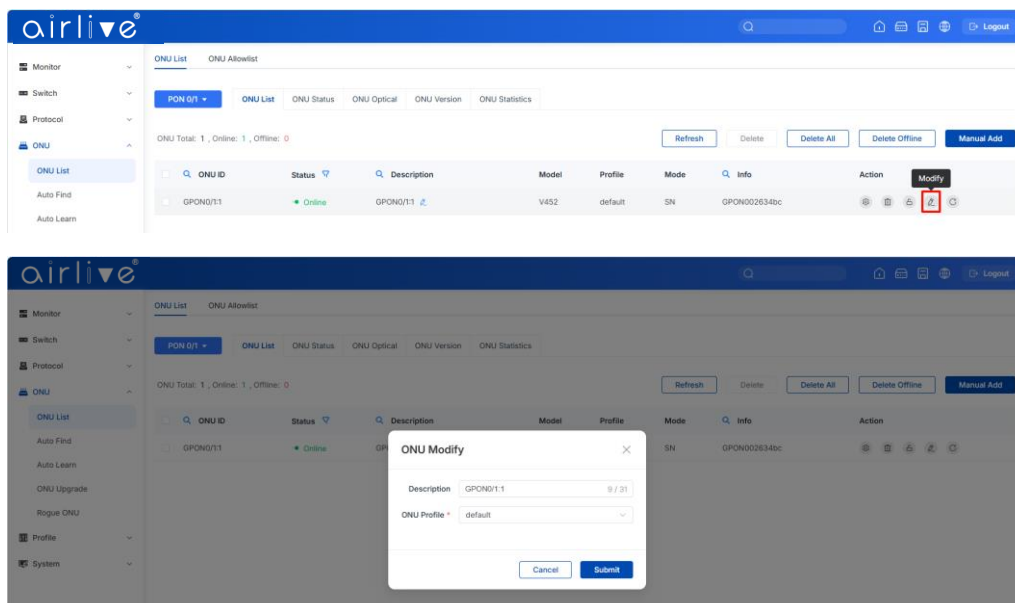 airlive®
Logout
Monitor
ONU List ONU Allowlist
Switch
PON 0/1 ONU List ONU Status ONU Optical ONU Version ONU Statistics
Protocol
ONU Total: 1 , Online: 1 , Offline: 0 Refresh Delete Delete All Delete Offline Manual Add
ONU
ONU List
ONU ID Status Description Model Profile Mode Info Action
Modify
Auto Find
GPON0/1:1 Online GPON0/1:1 V452 default SN GPON002634bc
Auto Learn
airlive®
Logout
ONU List ONU Allowlist
Monitor
Switch
PON 0/1 ONU List ONU Status ONU Optical ONU Version ONU Statistics
Protocol
ONU Total: 1 , Online: 1 , Offline: 0 Refresh Delete Delete All Delete Offline Manual Add
ONU
ONU List
ONU ID Status Description Model Profile Mode Info Action
Auto Find
GPON0/1:1 Online GP SN GPON002634bc
ONU Modify
Auto Learn
ONU Upgrade
Description GPON0/1:1 9 / 31
Rogue ONU
ONU Profile * default
Profile
System
Cancel Submit